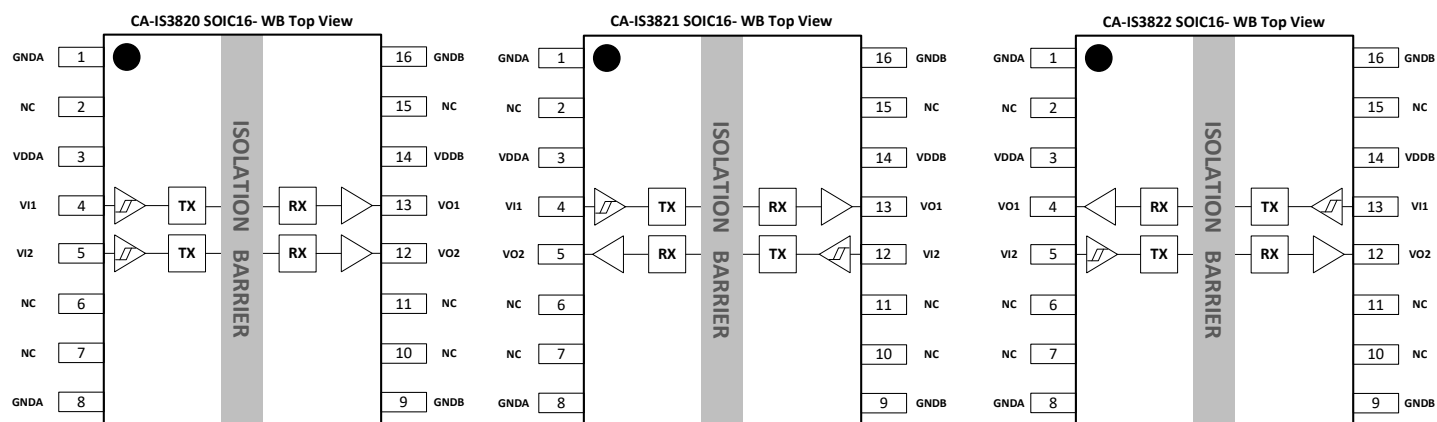 CA-IS3820 SOIC16- WB Top View
GNDA 1 16 GNDB
NC 2 15 NC
VDDA 3 14 VDDB
VI1 4 TX RX 13 VO1
VI2 5 TX RX 12 VO2
NC 6 11 NC
NC 7 10 NC
GNDA 8 9 GNDB
ISOLATION BARRIER
CA-IS3821 SOIC16- WB Top View
GNDA 1 16 GNDB
NC 2 15 NC
VDDA 3 14 VDDB
VI1 4 TX RX 13 VO1
VO2 5 RX TX 12 VI2
NC 6 11 NC
NC 7 10 NC
GNDA 8 9 GNDB
ISOLATION BARRIER
CA-IS3822 SOIC16- WB Top View
GNDA 1 16 GNDB
NC 2 15 NC
VDDA 3 14 VDDB
VO1 4 RX TX 13 VI1
VI2 5 TX RX 12 VO2
NC 6 11 NC
NC 7 10 NC
GNDA 8 9 GNDB
ISOLATION BARRIER